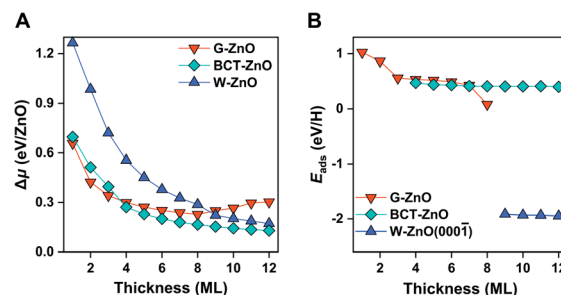 A
G-ZnO
BCT-ZnO
W-ZnO
Δμ (eV/ZnO)
1.2
0.9
0.6
0.3
0.0
2 4 6 8 10 12
Thickness (ML)
B
Eads (eV/H)
1
0
-1
-2
G-ZnO
BCT-ZnO
W-ZnO(0001̄)
2 4 6 8 10 12
Thickness (ML)